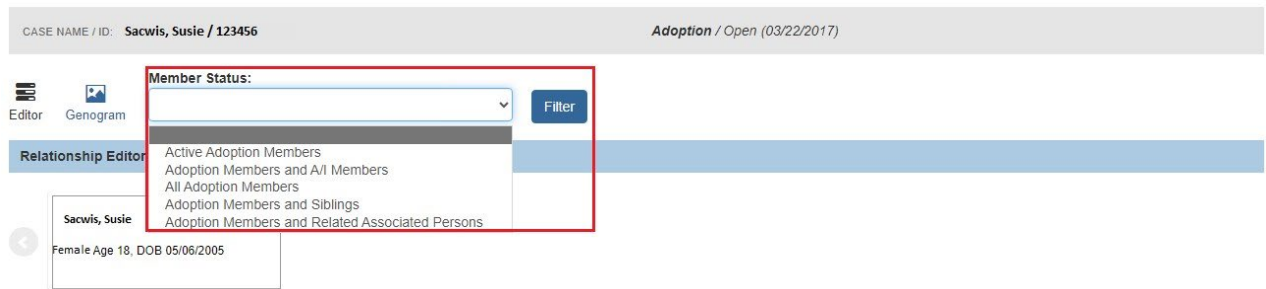 CASE NAME / ID: Sacwis, Susie / 123456 Adoption / Open (03/22/2017)
Member Status:
Editor Genogram Filter
Relationship Editor
Active Adoption Members
Adoption Members and A/I Members
All Adoption Members
Adoption Members and Siblings
Adoption Members and Related Associated Persons
Sacwis, Susie
Female Age 18, DOB 05/06/2005